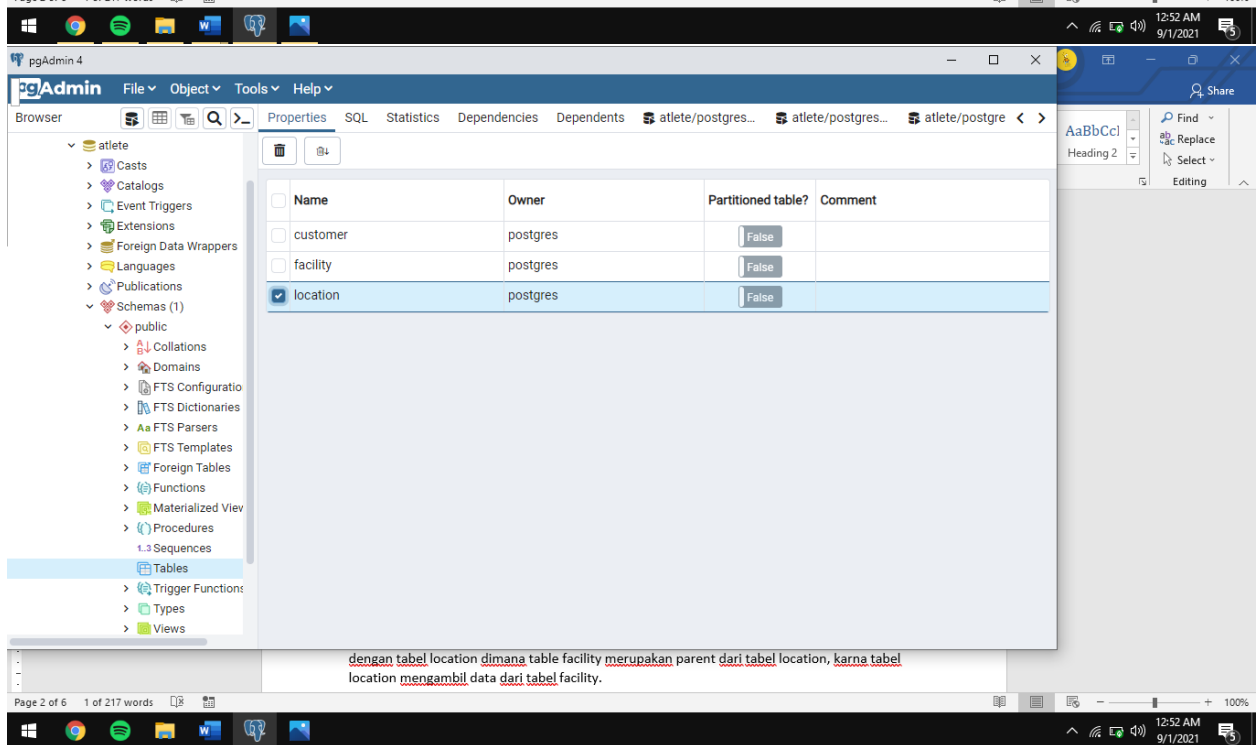 12:52 AM
9/1/2021
5
pgAdmin 4
pgAdmin File Object Tools Help
Share
Browser
Properties SQL Statistics Dependencies Dependents atlete/postgres... atlete/postgres... atlete/postgre
Find
Replace
Select
Editing
AaBbCcl
Heading 2
atlete
Casts
Catalogs
Event Triggers
Extensions
Foreign Data Wrappers
Languages
Publications
Schemas (1)
public
Collations
Domains
FTS Configuratio
FTS Dictionaries
Aa FTS Parsers
FTS Templates
Foreign Tables
Functions
Materialized View
Procedures
1..3 Sequences
Tables
Trigger Functions
Types
Views
Name Owner Partitioned table? Comment
customer postgres False
facility postgres False
location postgres False
dengan tabel location dimana table facility merupakan parent dari tabel location, karna tabel
location mengambil data dari tabel facility.
Page 2 of 6 1 of 217 words 100%
12:52 AM
9/1/2021
5